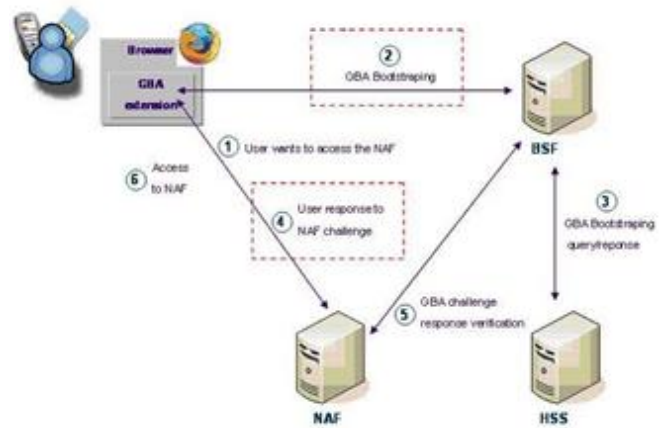 Browser
GBA
extension
2
GBA Bootstraping
BSF
1 User wants to access the NAF
6 Access
to NAF
4 User response to
NAF challenge
3
GBA Bootstraping
query/reponse
5 GBA challenge
response verification
NAF
HSS